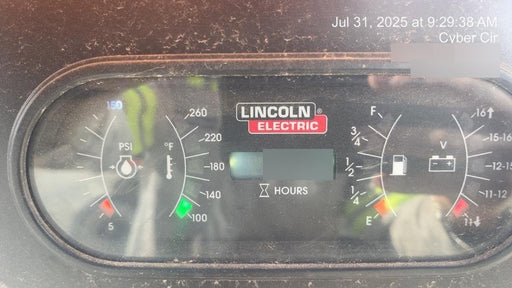 Jul 31, 2025 at 9:29:38 AM
Cyber Cir
150
PSI
5
260
°F
220
180
140
100
LINCOLN®
ELECTRIC
HOURS
F
3/4
1/2
1/4
E
16
V
15-16
12-15
11-12
11